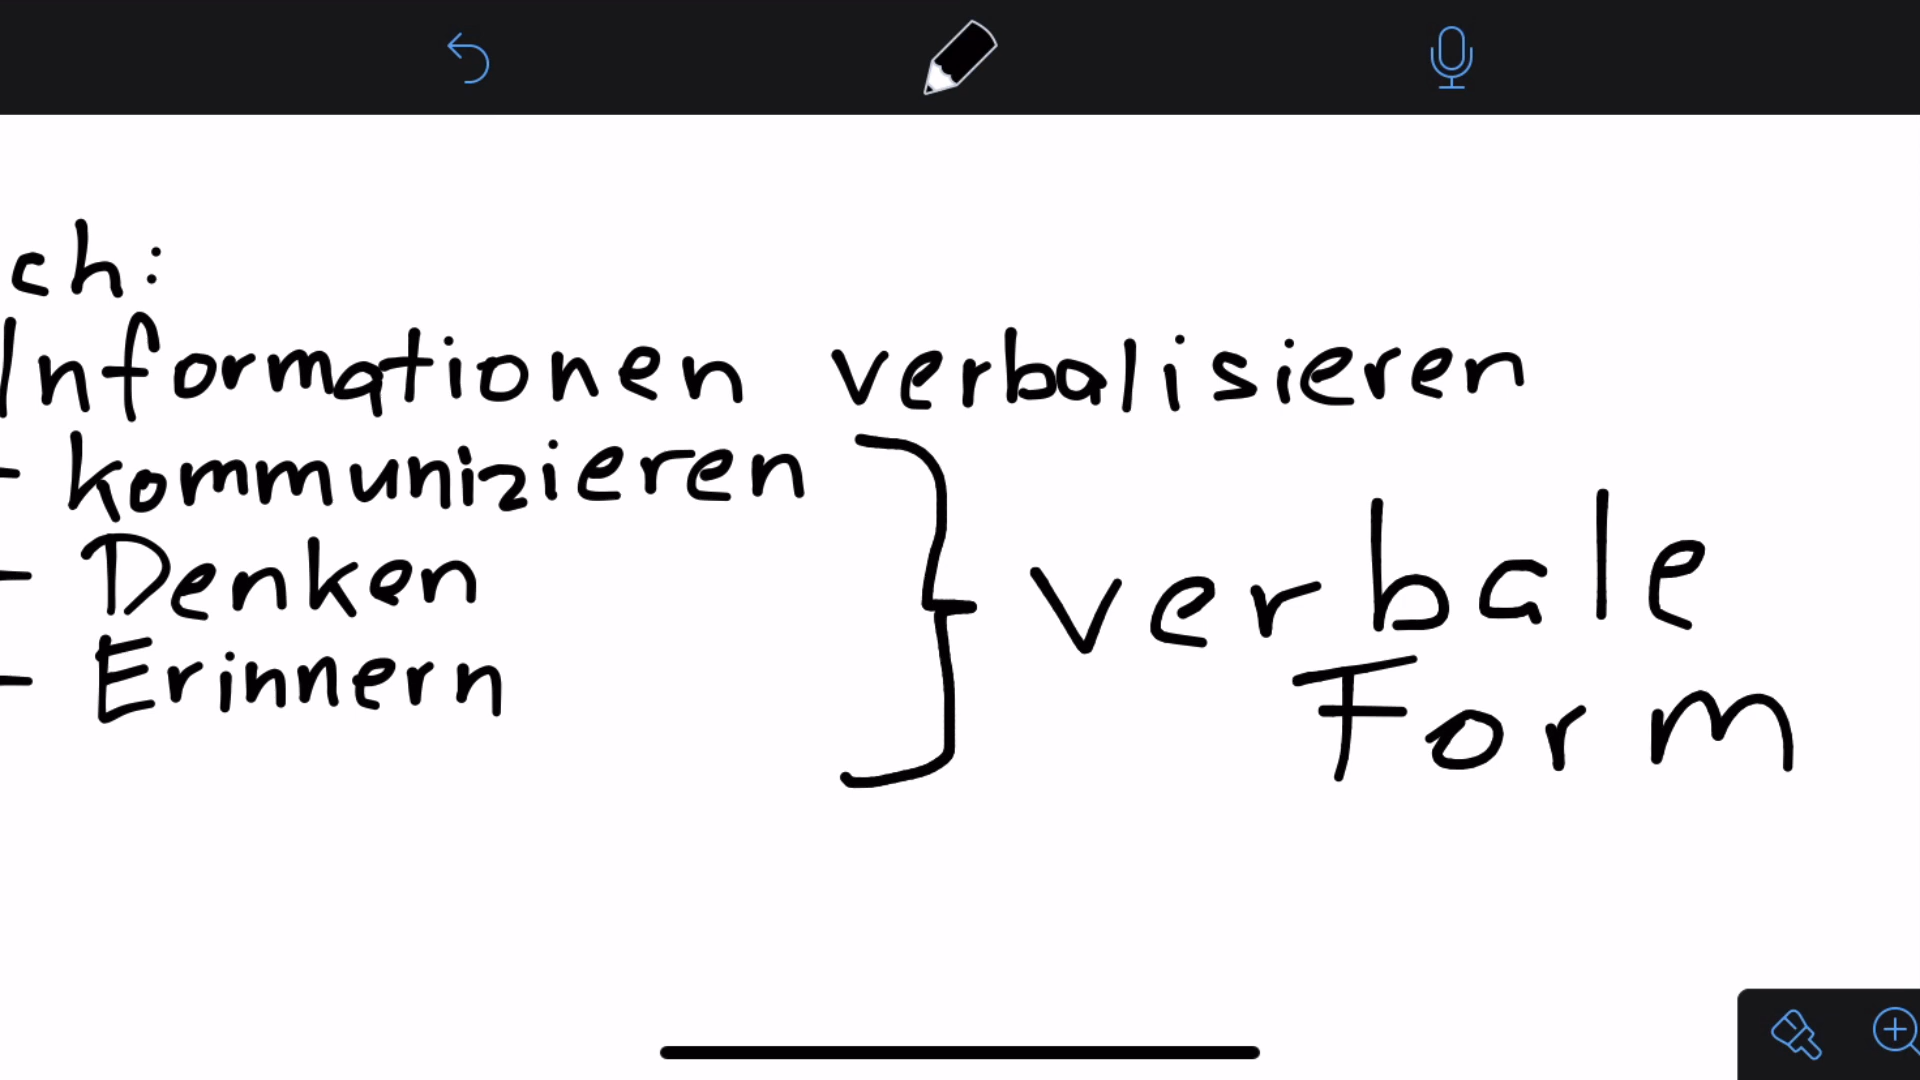 ch:
Informationen verbalisieren
- kommunizieren
- Denken
- Erinnern
verbale
Form